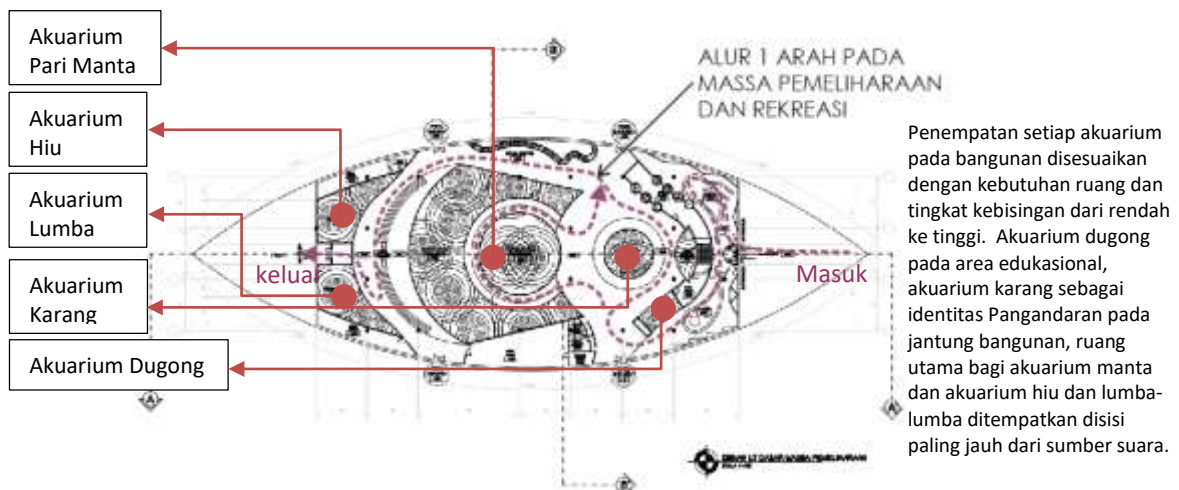 Akuarium
Pari Manta
Akuarium
Hiu
Akuarium
Lumba
Akuarium
Karang
Akuarium Dugong
ALUR 1 ARAH PADA
MASSA PEMELIHARAAN
DAN REKREASI
keluar
Masuk
Penempatan setiap akuarium
pada bangunan disesuaikan
dengan kebutuhan ruang dan
tingkat kebisingan dari rendah
ke tinggi. Akuarium dugong
pada area edukasional,
akuarium karang sebagai
identitas Pangandaran pada
jantung bangunan, ruang
utama bagi akuarium manta
dan akuarium hiu dan lumba-
lumba ditempatkan disisi
paling jauh dari sumber suara.
A
A
B